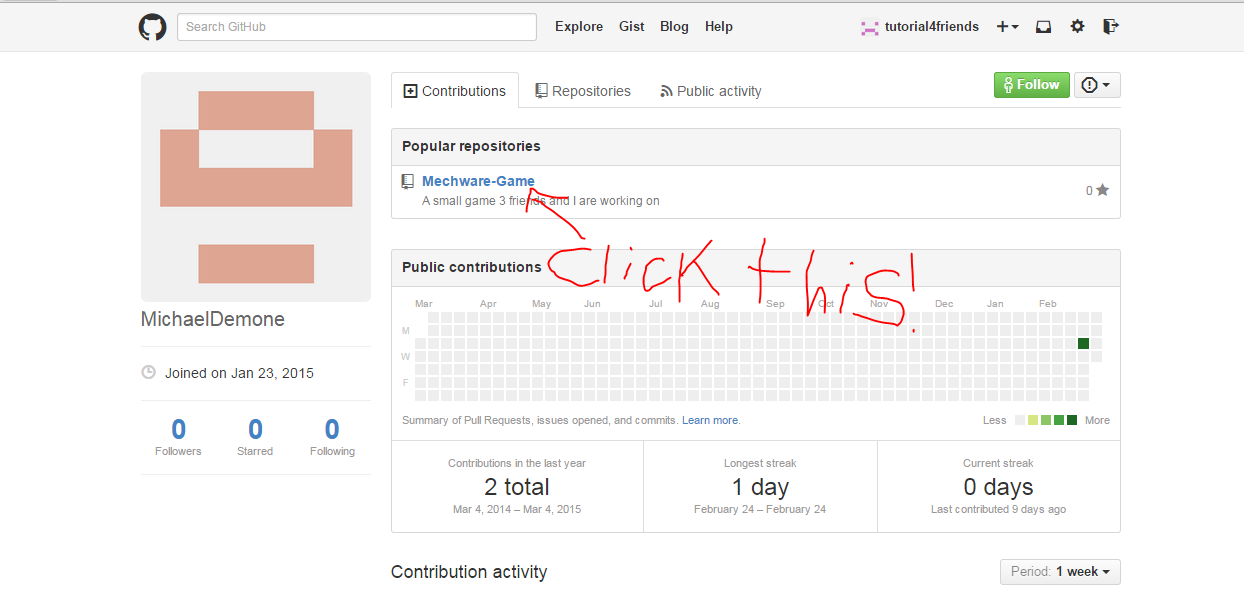 Search GitHub
Explore Gist Blog Help
tutorial4friends
Contributions Repositories Public activity
Follow
Popular repositories
Mechware-Game
A small game 3 friends and I are working on
0
click this!
Public contributions
Mar Apr May Jun Jul Aug Sep Oct Nov Dec Jan Feb
M
W
F
Summary of Pull Requests, issues opened, and commits. Learn more.
Less More
Contributions in the last year
2 total
Mar 4, 2014 – Mar 4, 2015
Longest streak
1 day
February 24 – February 24
Current streak
0 days
Last contributed 9 days ago
MichaelDemone
Joined on Jan 23, 2015
0 0 0
Followers Starred Following
Contribution activity
Period: 1 week